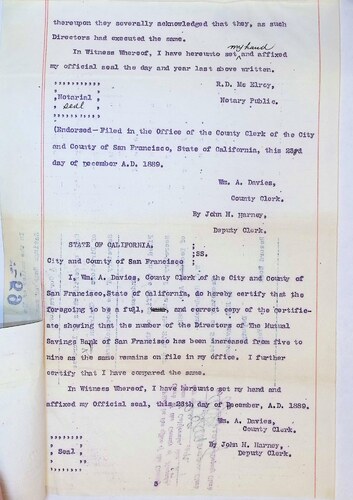 thereupon they severally acknowledged that they, as such
Directors had executed the same.
In Witness Whereof, I have hereunto set my hand and affixed
my official seal the day and year last above written.
R.D. Mc Elroy,
Notary Public.
Notarial
seal
(Endorsed—Filed in the Office of the County Clerk of the City
and County of San Francisco, State of California, this 23rd
day of December A.D. 1889.
Wm. A. Davies,
County Clerk.
By John H. Harney,
Deputy Clerk.
STATE OF CALIFORNIA,
:SS,
City and County of San Francisco
I, Wm. A. Davies, County Clerk of the City and County of
San Francisco,State of California, do hereby certify that the
foregoing to be a full, and correct copy of the certific-
ate showing that the number of the Directors of The Mutual
Savings Bank of San Francisco has been increased from five to
nine as the same remains on file in my office. I further
certify that I have compared the same.
In Witness Whereof, I have hereunto set my hand and
affixed my Official seal, this 28th day of December, A.D. 1889.
Wm. A. Davies,
County Clerk.
By John H. Harney,
Deputy Clerk.
Seal